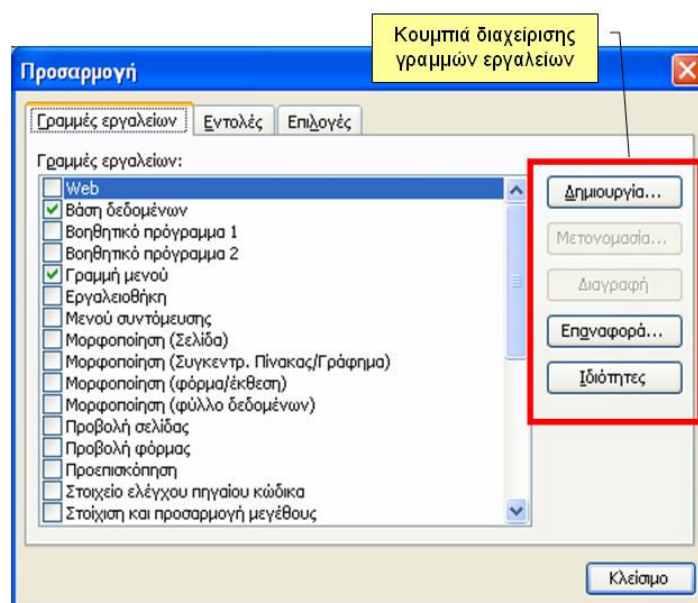 Κουμπιά διαχείρισης
γραμμών εργαλείων
Προσαρμογή
Γραμμές εργαλείων
Εντολές
Επιλογές
Γραμμές εργαλείων:
Web
Βάση δεδομένων
Βοηθητικό πρόγραμμα 1
Βοηθητικό πρόγραμμα 2
Γραμμή μενού
Εργαλειοθήκη
Μενού συντόμευσης
Μορφοποίηση (Σελίδα)
Μορφοποίηση (Συγκεντρ. Πίνακας/Γράφημα)
Μορφοποίηση (φόρμα/έκθεση)
Μορφοποίηση (φύλλο δεδομένων)
Προβολή σελίδας
Προβολή φόρμας
Προεπισκόπηση
Στοιχείο ελέγχου πηγαίου κώδικα
Στοίχιση και προσαρμογή μεγέθους
Δημιουργία...
Μετονομασία...
Διαγραφή
Επαναφορά...
Ιδιότητες
Κλείσιμο